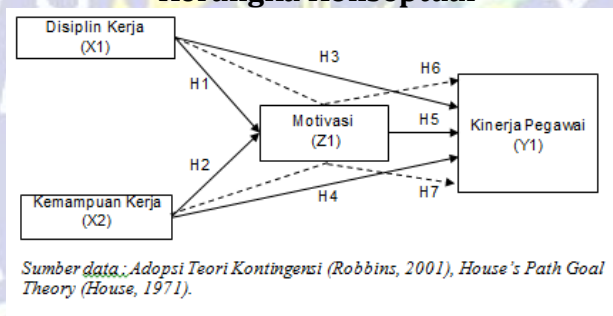 Kerangka Konseptual
Disiplin Kerja
(X1)
H3
H6
H1
Motivasi
(Z1)
H5
Kinerja Pegawai
(Y1)
H2
Kemampuan Kerja
(X2)
H4
H7
Sumber data : Adopsi Teori Kontingensi (Robbins, 2001), House's Path Goal
Theory (House, 1971).